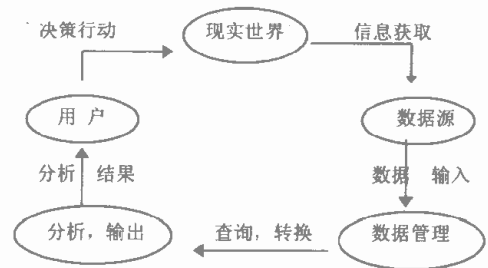 决策行动 现实世界 信息获取
用 户 数据源
分析 结果 数据 输入
分析，输出 查询，转换 数据管理